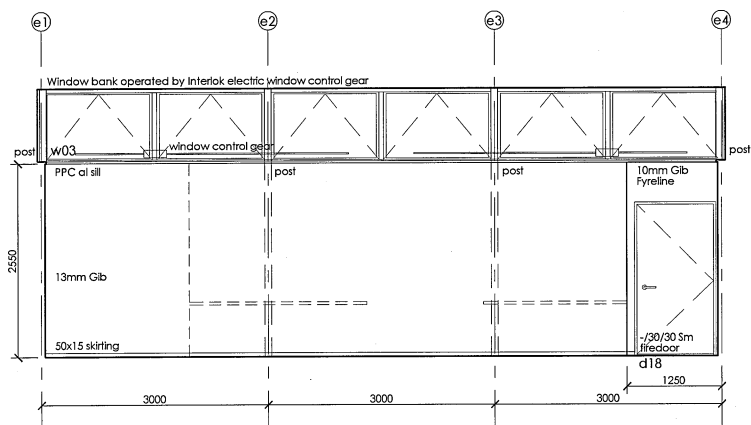 e1 e2 e3 e4
Window bank operated by Interlok electric window control gear
post w03 window control gear post
PPC al sill post post 10mm Gib
Fyreline
2550
13mm Gib
50x15 skirting -/30/30 Sm
firedoor
d18
1250
3000 3000 3000